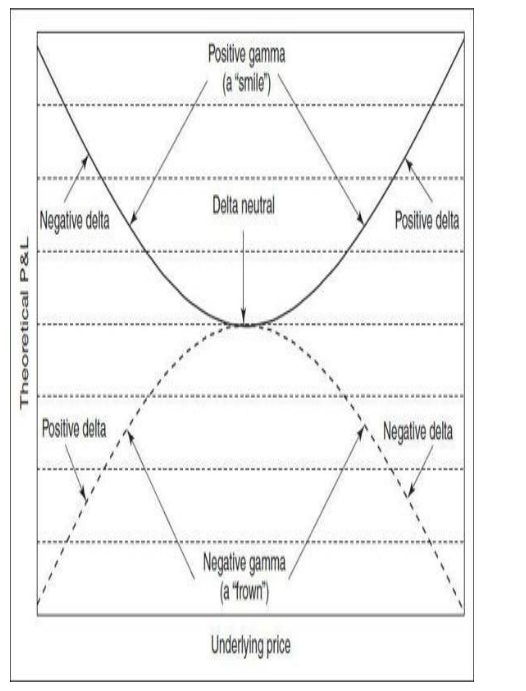 Positive gamma
(a "smile")
Negative delta
Delta neutral
Positive delta
Theoretical P&L
Positive delta
Negative delta
Negative gamma
(a "frown")
Underlying price